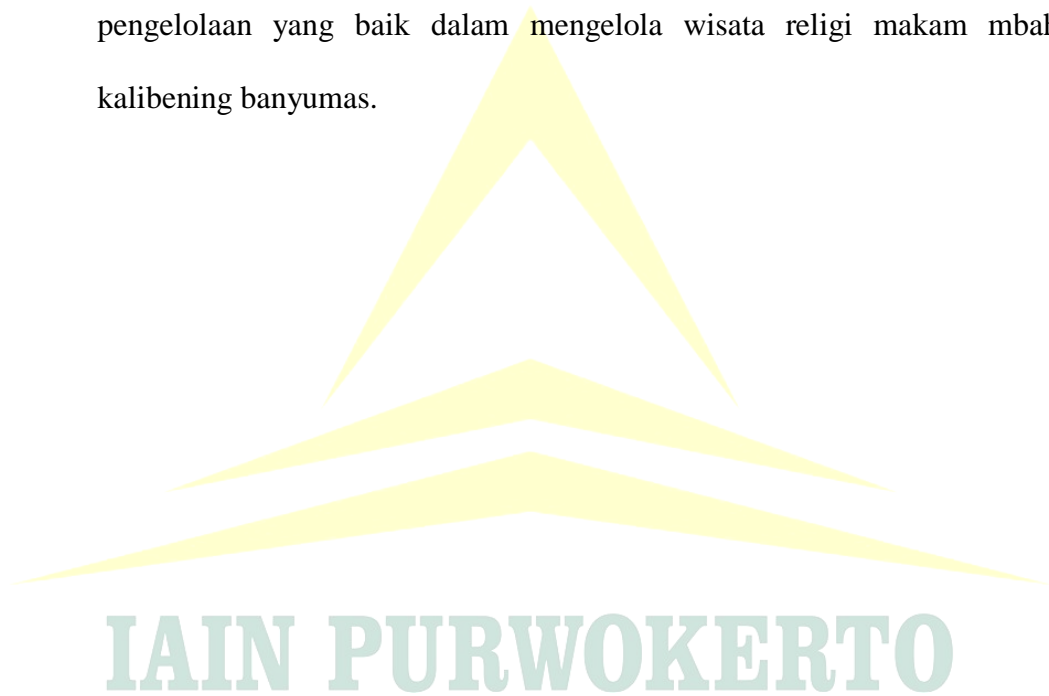 pengelolaan yang baik dalam mengelola wisata religi makam mbah
kalibening banyumas.
IAIN PURWOKERTO